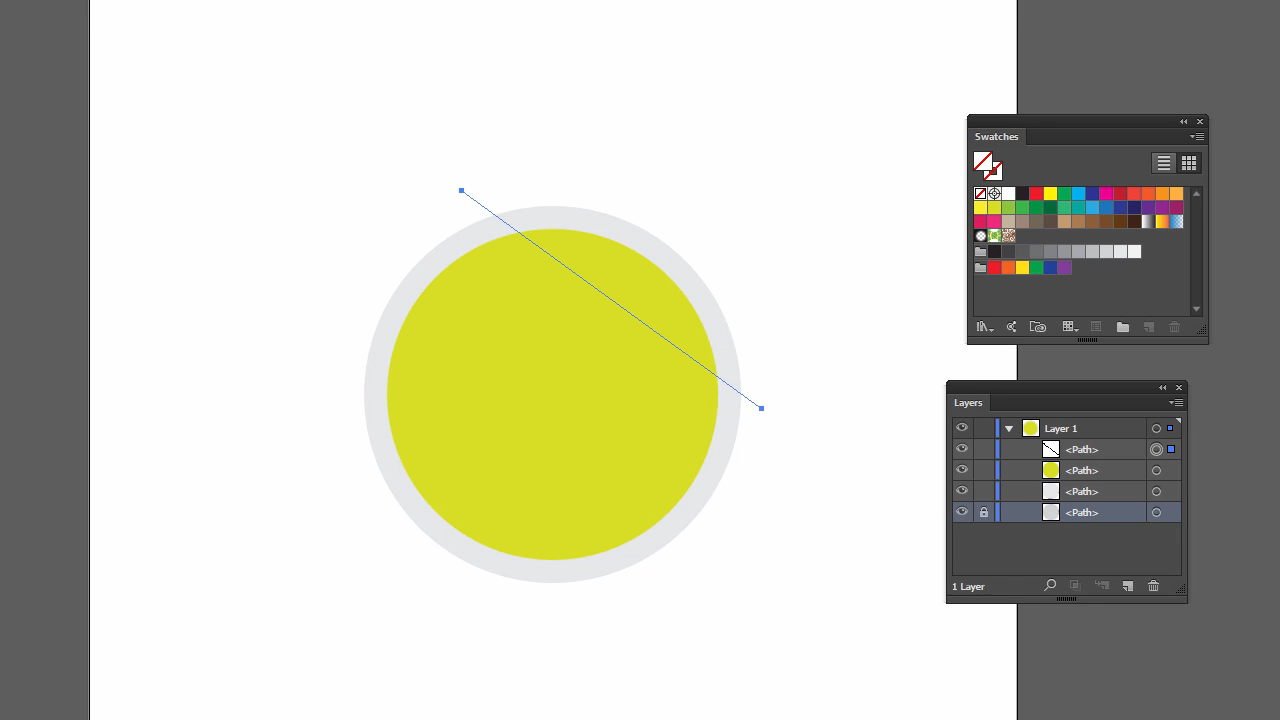 Swatches
Layers
Layer 1
<Path>
<Path>
<Path>
<Path>
1 Layer